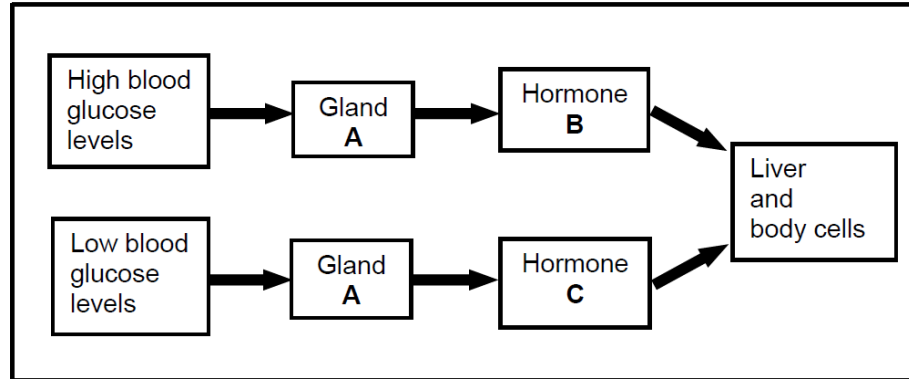 High blood
glucose
levels
Gland
A
Hormone
B
Liver
and
body cells
Low blood
glucose
levels
Gland
A
Hormone
C